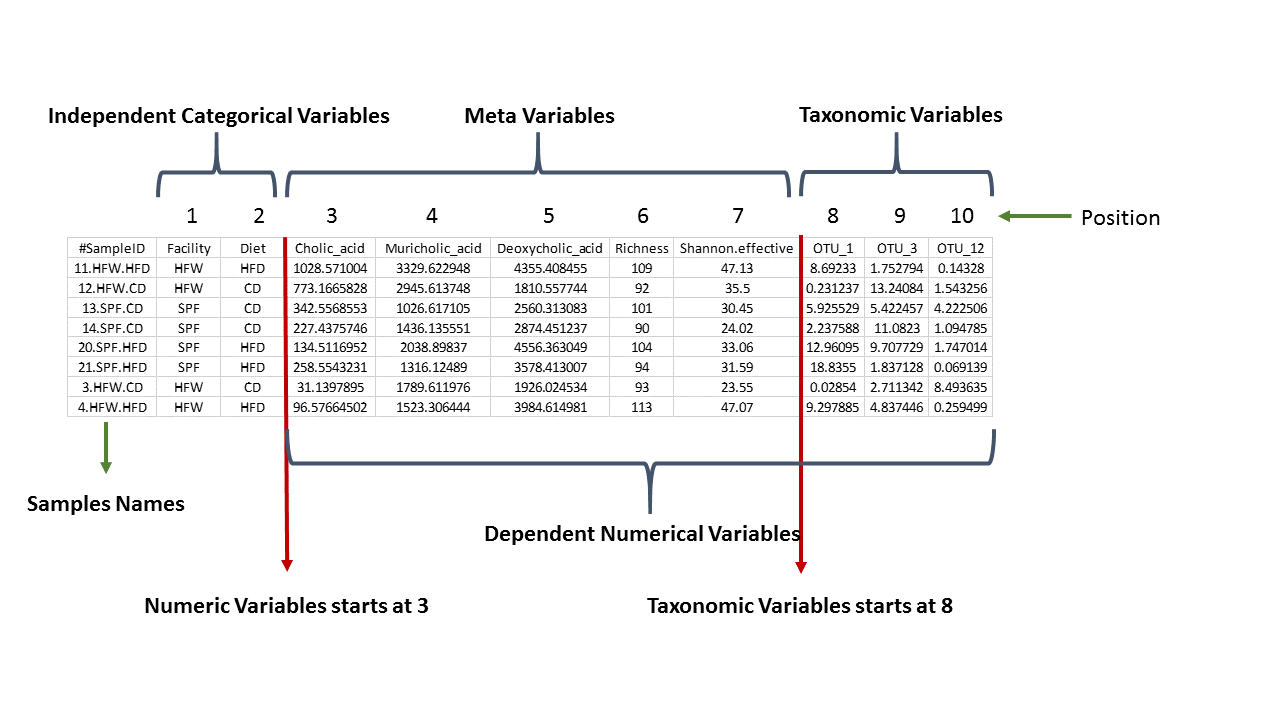 Independent Categorical Variables Meta Variables Taxonomic Variables
1 2 3 4 5 6 7 8 9 10 Position
#SampleID Facility Diet Cholic_acid Muricholic_acid Deoxycholic_acid Richness Shannon.effective OTU_1 OTU_3 OTU_12
11.HFW.HFD HFW HFD 1028.571004 3329.622948 4355.408455 109 47.13 8.69233 1.752794 0.14328
12.HFW.CD HFW CD 773.1665828 2945.613748 1810.557744 92 35.5 0.231237 13.24084 1.543256
13.SPF.CD SPF CD 342.5568553 1026.617105 2560.313083 101 30.45 5.925529 5.422457 4.222506
14.SPF.CD SPF CD 227.4375746 1436.135551 2874.451237 90 24.02 2.237588 11.0823 1.094785
20.SPF.HFD SPF HFD 134.5116952 2038.89837 4556.363049 104 33.06 12.96095 9.707729 1.747014
21.SPF.HFD SPF HFD 258.5543231 1316.12489 3578.413007 94 31.59 18.8355 1.837128 0.069139
3.HFW.CD HFW CD 31.1397895 1789.611976 1926.024534 93 23.55 0.02854 2.711342 8.493635
4.HFW.HFD HFW HFD 96.57664502 1523.306444 3984.614981 113 47.07 9.297885 4.837446 0.259499
Samples Names
Dependent Numerical Variables
Numeric Variables starts at 3 Taxonomic Variables starts at 8